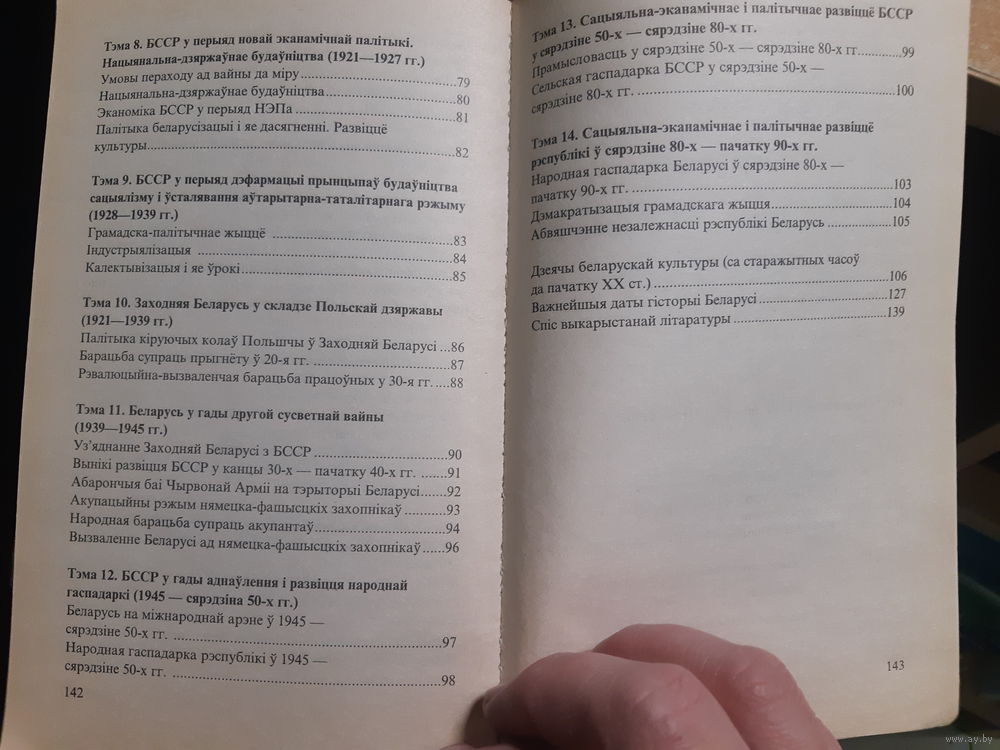 Тэма 8. БССР у перыяд новай эканамічнай палітыкі.
Нацыянальна-дзяржаўнае будаўніцтва (1921—1927 гг.)
Умовы пераходу ад вайны да міру....................79
Нацыянальна-дзяржаўнае будаўніцтва....................80
Эканоміка БССР у перыяд НЭПа....................81
Палітыка беларусізацыі і яе дасягненні. Развіццё
культуры....................82
Тэма 9. БССР у перыяд дэфармацыі прынцыпаў будаўніцтва
сацыялізму і ўсталявання аўтарытарна-таталітарнага рэжыму
(1928—1939 гг.)
Грамадска-палітычнае жыццё ....................83
Індустрыялізацыя ....................84
Калектывізацыя і яе ўрокі....................85
Тэма 10. Заходняя Беларусь у складзе Польскай дзяржавы
(1921—1939 гг.)
Палітыка кіруючых колаў Польшчы ў Заходняй Беларусі ...86
Барацьба супраць прыгнёту ў 20-я гг. ....................87
Рэвалюцыйна-вызваленчая барацьба працоўных у 30-я гг. ....88
Тэма 11. Беларусь у гады другой сусветнай вайны
(1939—1945 гг.)
Уз’яднанне Заходняй Беларусі з БССР ....................90
Вынікі развіцця БССР у канцы 30-х — пачатку 40-х гг. ........91
Абарончыя баі Чырвонай Арміі на тэрыторыі Беларусі.......92
Акупацыйны рэжым нямецка-фашысцкіх захопнікаў ............93
Народная барацьба супраць акупантаў....................94
Вызваленне Беларусі ад нямецка-фашысцкіх захопнікаў ......96
Тэма 12. БССР у гады аднаўлення і развіцця народнай
гаспадаркі (1945 — сярэдзіна 50-х гг.)
Беларусь на міжнароднай арэне ў 1945 —
сярэдзіне 50-х гг. ....................97
Народная гаспадарка рэспублікі ў 1945 —
сярэдзіне 50-х гг. ....................98
142
Тэма 13. Сацыяльна-эканамічнае і палітычнае развіццё БССР
у сярэдзіне 50-х — сярэдзіне 80-х гг.
Прамысловасць у сярэдзіне 50-х — сярэдзіне 80-х гг............99
Сельская гаспадарка БССР у сярэдзіне 50-х —
сярэдзіне 80-х гг. ....................100
Тэма 14. Сацыяльна-эканамічнае і палітычнае развіццё
рэспублікі ў сярэдзіне 80-х — пачатку 90-х гг.
Народная гаспадарка Беларусі ў сярэдзіне 80-х —
пачатку 90-х гг. ....................103
Дэмакратызацыя грамадскага жыцця....................104
Абвяшчэнне незалежнасці рэспублікі Беларусь ....................105
Дзеячы беларускай культуры (са старажытных часоў
да пачатку ХХ ст.)....................106
Важнейшыя даты гісторыі Беларусі....................127
Спіс выкарыстанай літаратуры....................139
143
www.ay.by